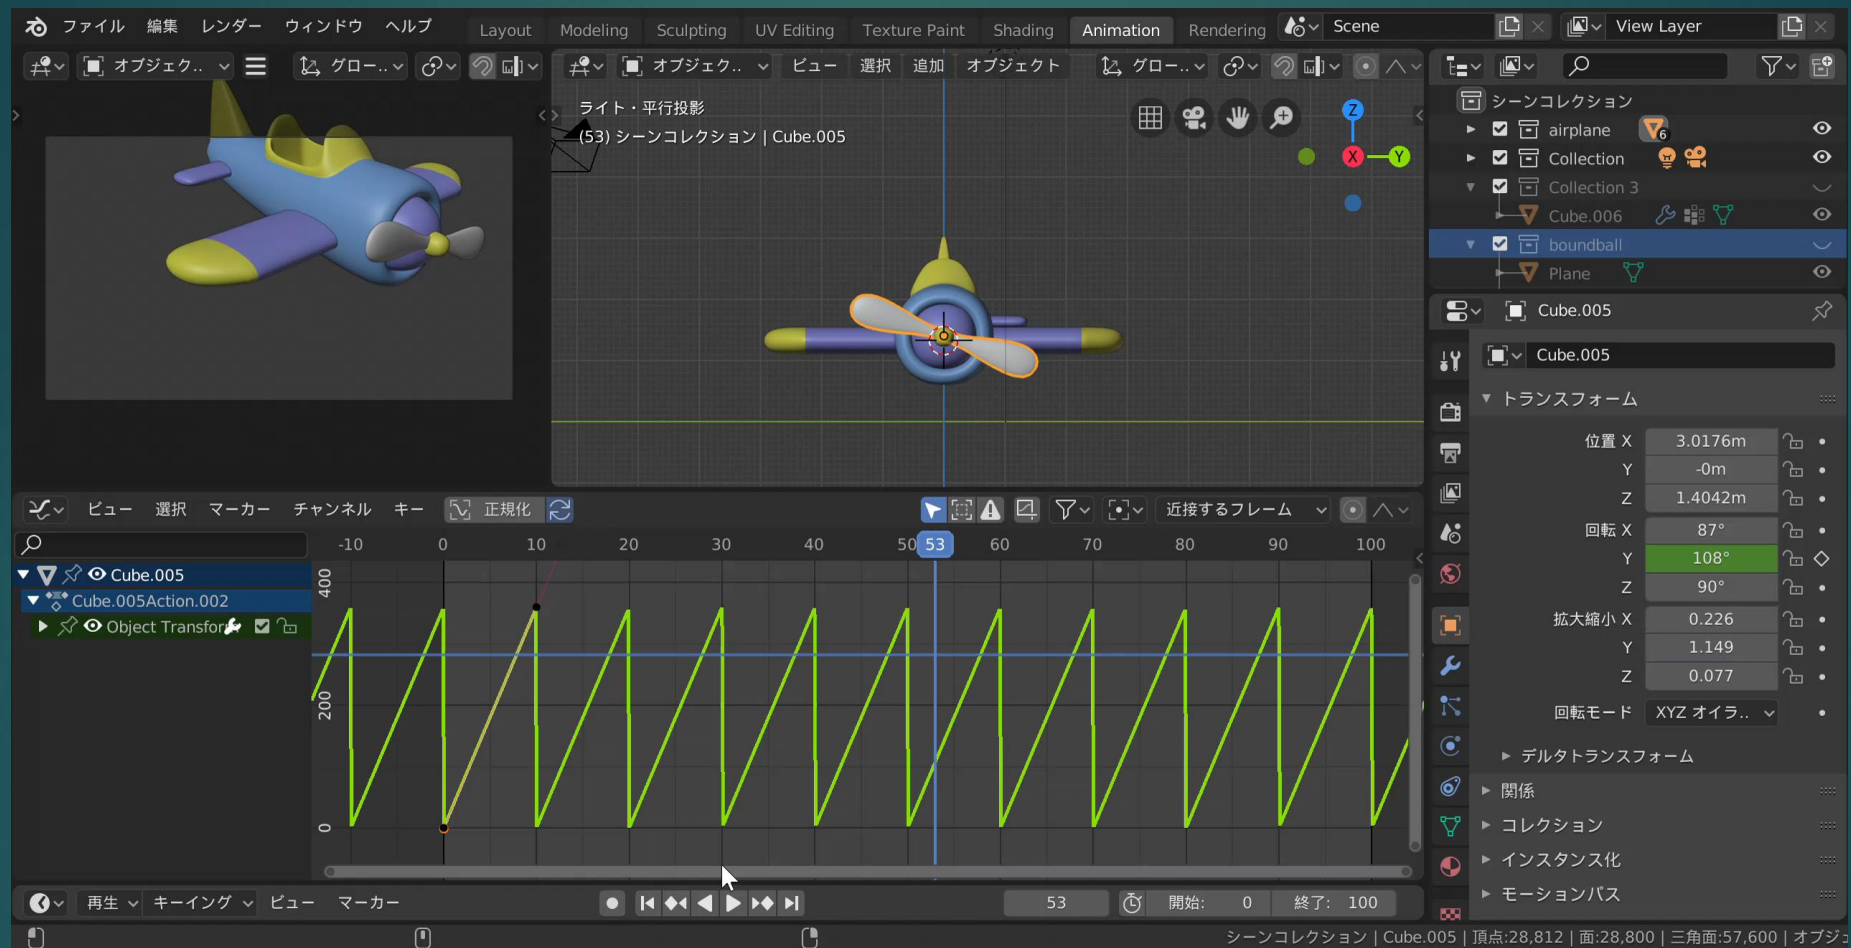 ファイル 編集 レンダー ウィンドウ ヘルプ Layout Modeling Sculpting UV Editing Texture Paint Shading Animation Rendering Scene View Layer
オブジェク.. グロー.. オブジェク.. ビュー 選択 追加 オブジェクト グロー..
ライト・平行投影
(53) シーンコレクション | Cube.005
Z
X
Y
シーンコレクション
airplane 6
Collection
Collection 3
Cube.006
boundball
Plane
Cube.005
Cube.005
トランスフォーム
位置 X 3.0176m
Y -0m
Z 1.4042m
回転 X 87°
Y 108°
Z 90°
拡大縮小 X 0.226
Y 1.149
Z 0.077
回転モード XYZ オイラ..
デルタトランスフォーム
関係
コレクション
インスタンス化
モーションパス
ビュー 選択 マーカー チャンネル キー 正規化 近接するフレーム
-10 0 10 20 30 40 50 53 60 70 80 90 100
Cube.005
Cube.005Action.002
Object Transfor
400
200
0
再生 キーイング ビュー マーカー 53 開始: 0 終了: 100
シーンコレクション | Cube.005 | 頂点:28,812 | 面:28,800 | 三角面:57,600 | オブジェ